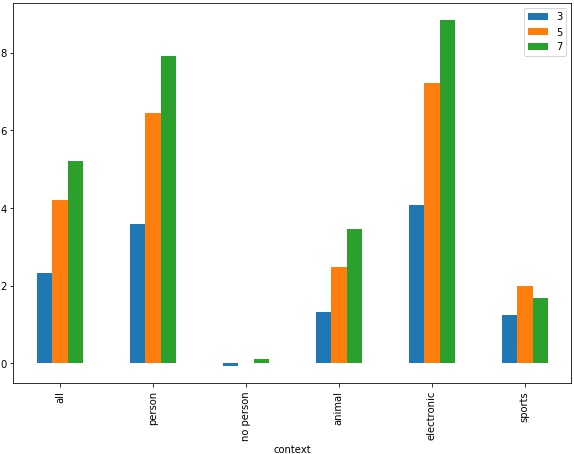 3
5
7
8
6
4
2
0
all
person
no person
animal
electronic
sports
context